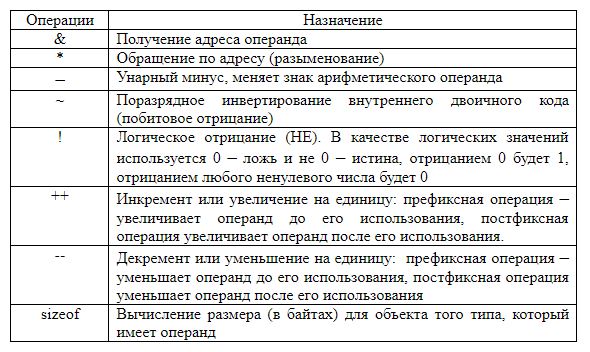 Операции Назначение
& Получение адреса операнда
* Обращение по адресу (разыменование)
– Унарный минус, меняет знак арифметического операнда
~ Поразрядное инвертирование внутреннего двоичного кода
(побитовое отрицание)
! Логическое отрицание (НЕ). В качестве логических значений
используется 0 – ложь и не 0 – истина, отрицанием 0 будет 1,
отрицанием любого ненулевого числа будет 0
++ Инкремент или увеличение на единицу: префиксная операция –
увеличивает операнд до его использования, постфиксная
операция увеличивает операнд после его использования.
-- Декремент или уменьшение на единицу: префиксная операция –
уменьшает операнд до его использования, постфиксная операция
уменьшает операнд после его использования
sizeof Вычисление размера (в байтах) для объекта того типа, который
имеет операнд